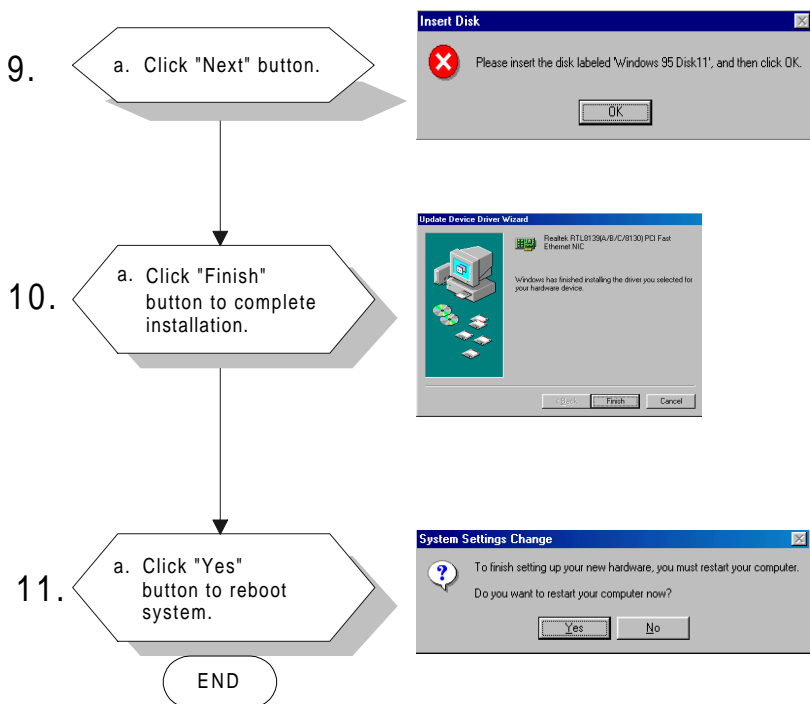 9.
a. Click "Next" button.
Insert Disk
Please insert the disk labeled 'Windows 95 Disk11', and then click OK.
OK
10.
a. Click "Finish"
button to complete
installation.
Update Device Driver Wizard
Realtek RTL8139(A/B/C/8130) PCI Fast
Ethernet NIC
Windows has finished installing the driver you selected for
your hardware device.
< Back
Finish
Cancel
11.
a. Click "Yes"
button to reboot
system.
System Settings Change
To finish setting up your new hardware, you must restart your computer.
Do you want to restart your computer now?
Yes
No
END